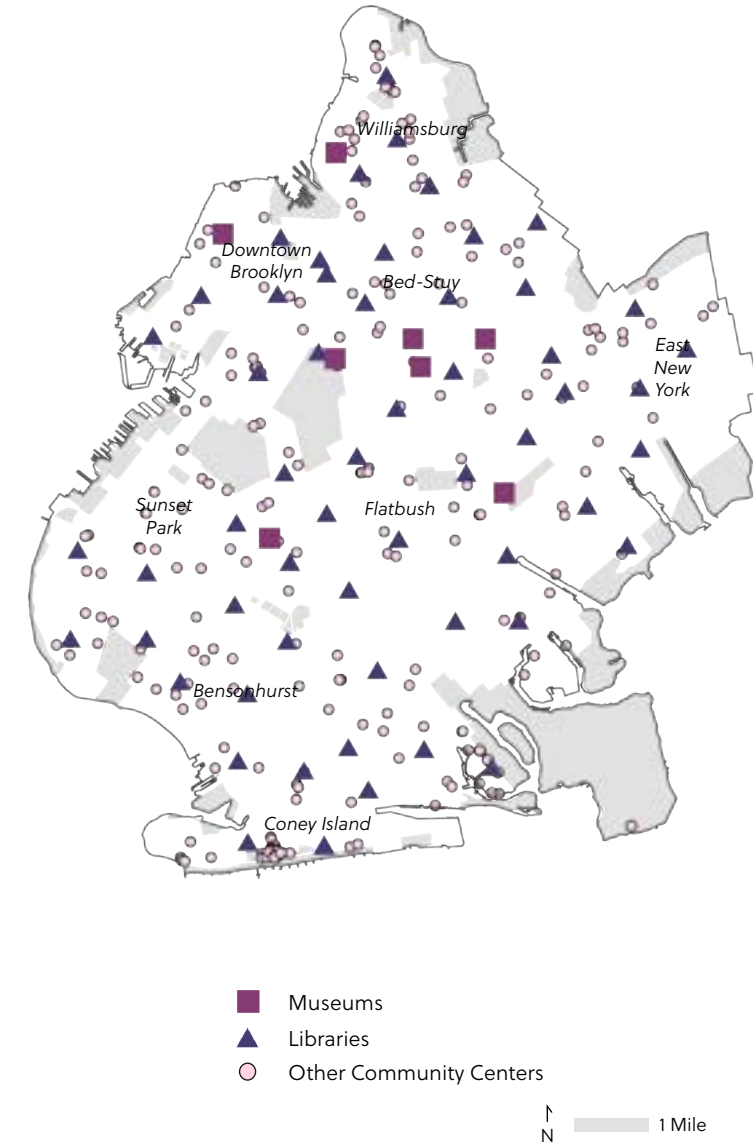 Williamsburg
Downtown
Brooklyn
Bed-Stuy
East
New
York
Sunset
Park
Flatbush
Bensonhurst
Coney Island
Museums
Libraries
Other Community Centers
N
1 Mile